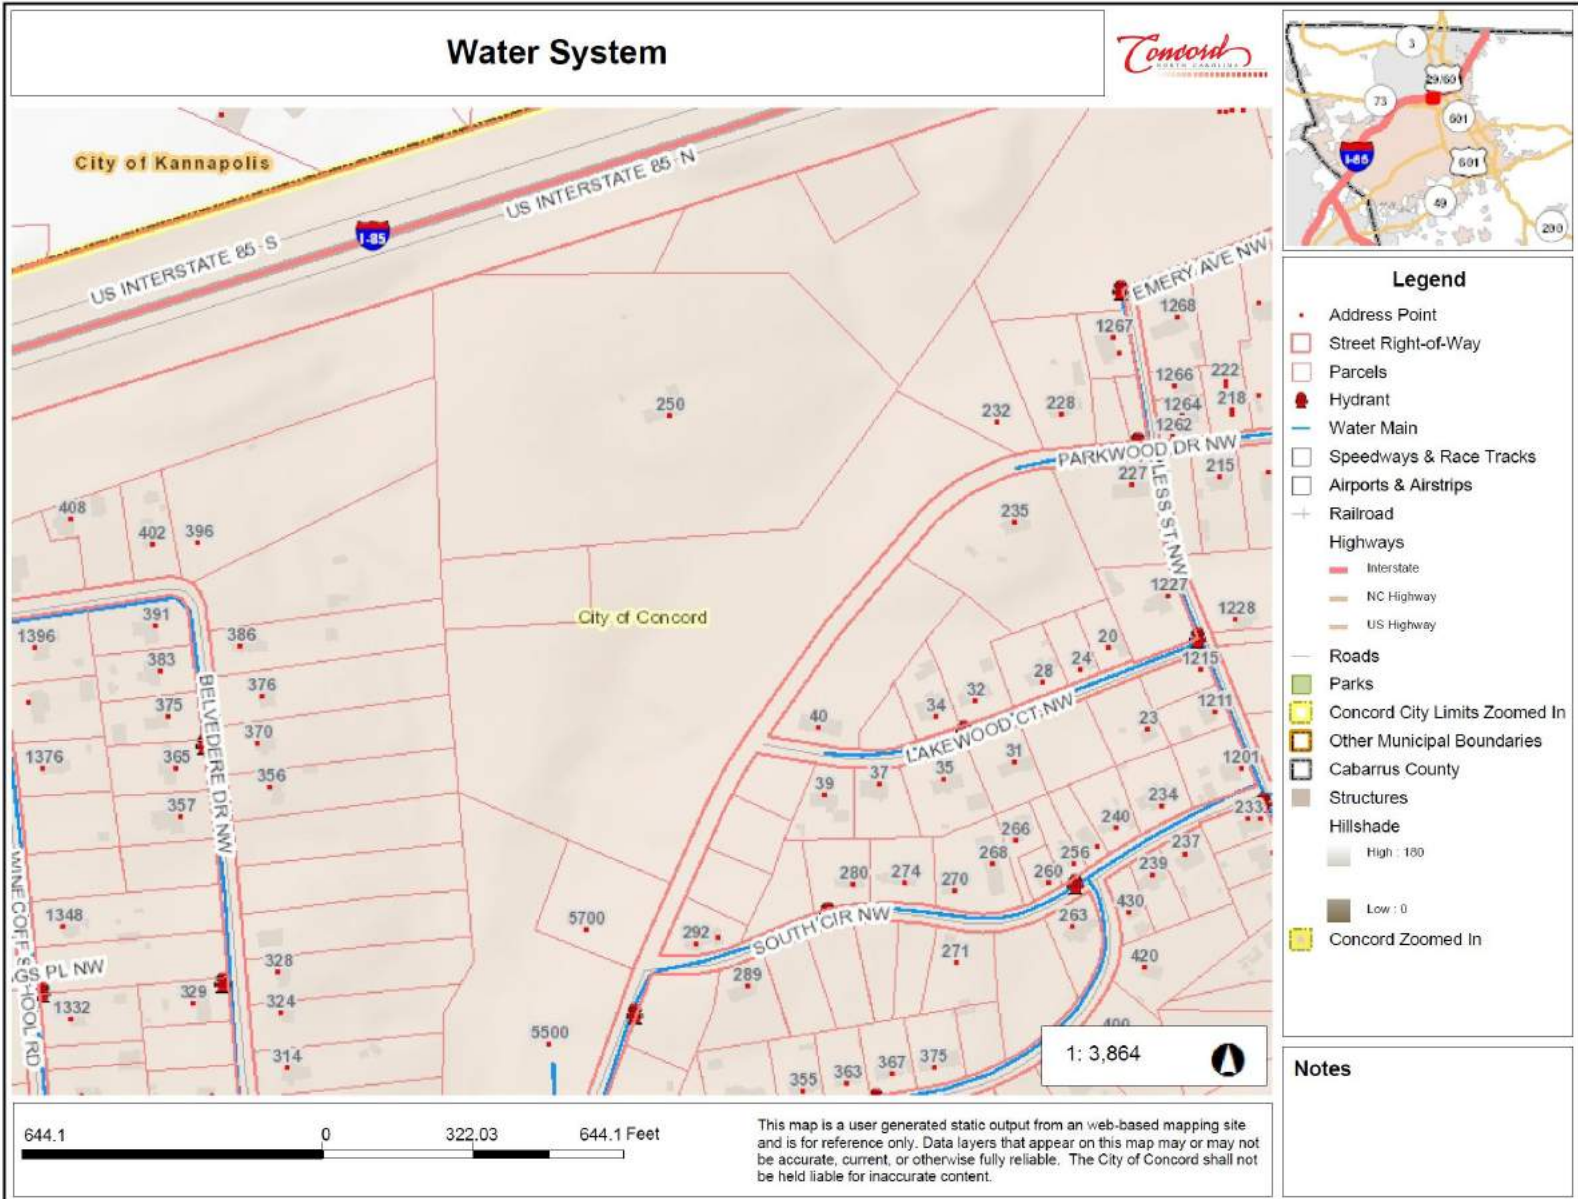 Water System
Concord
NORTH CAROLINA
3
29/60
73
601
I-85
601
49
200
City of Kannapolis
US INTERSTATE 85 N
I-85
US INTERSTATE 85 S
EMERY AVE NW
1268
1267
1266
222
250
232
228
1264
218
1262
PARKWOOD DR NW
227
215
LESS ST NW
408
402
396
235
391
1227
1228
City of Concord
1396
386
20
383
24
1215
28
376
BELVEDERE DR NW
32
375
34
1211
40
23
370
LAKEWOOD CT NW
1376
365
31
1201
356
37
35
39
357
234
233
240
266
237
WINECOFF SCHOOL RD
268
256
239
280
274
270
260
1348
5700
430
263
292
SOUTH CIR NW
271
420
GS PL NW
328
289
329
324
1332
5500
400
314
375
367
363
355
1: 3,864
Legend
Address Point
Street Right-of-Way
Parcels
Hydrant
Water Main
Speedways & Race Tracks
Airports & Airstrips
Railroad
Highways
Interstate
NC Highway
US Highway
Roads
Parks
Concord City Limits Zoomed In
Other Municipal Boundaries
Cabarrus County
Structures
Hillshade
High : 180
Low : 0
Concord Zoomed In
Notes
644.1 0 322.03 644.1 Feet
This map is a user generated static output from an web-based mapping site
and is for reference only. Data layers that appear on this map may or may not
be accurate, current, or otherwise fully reliable. The City of Concord shall not
be held liable for inaccurate content.